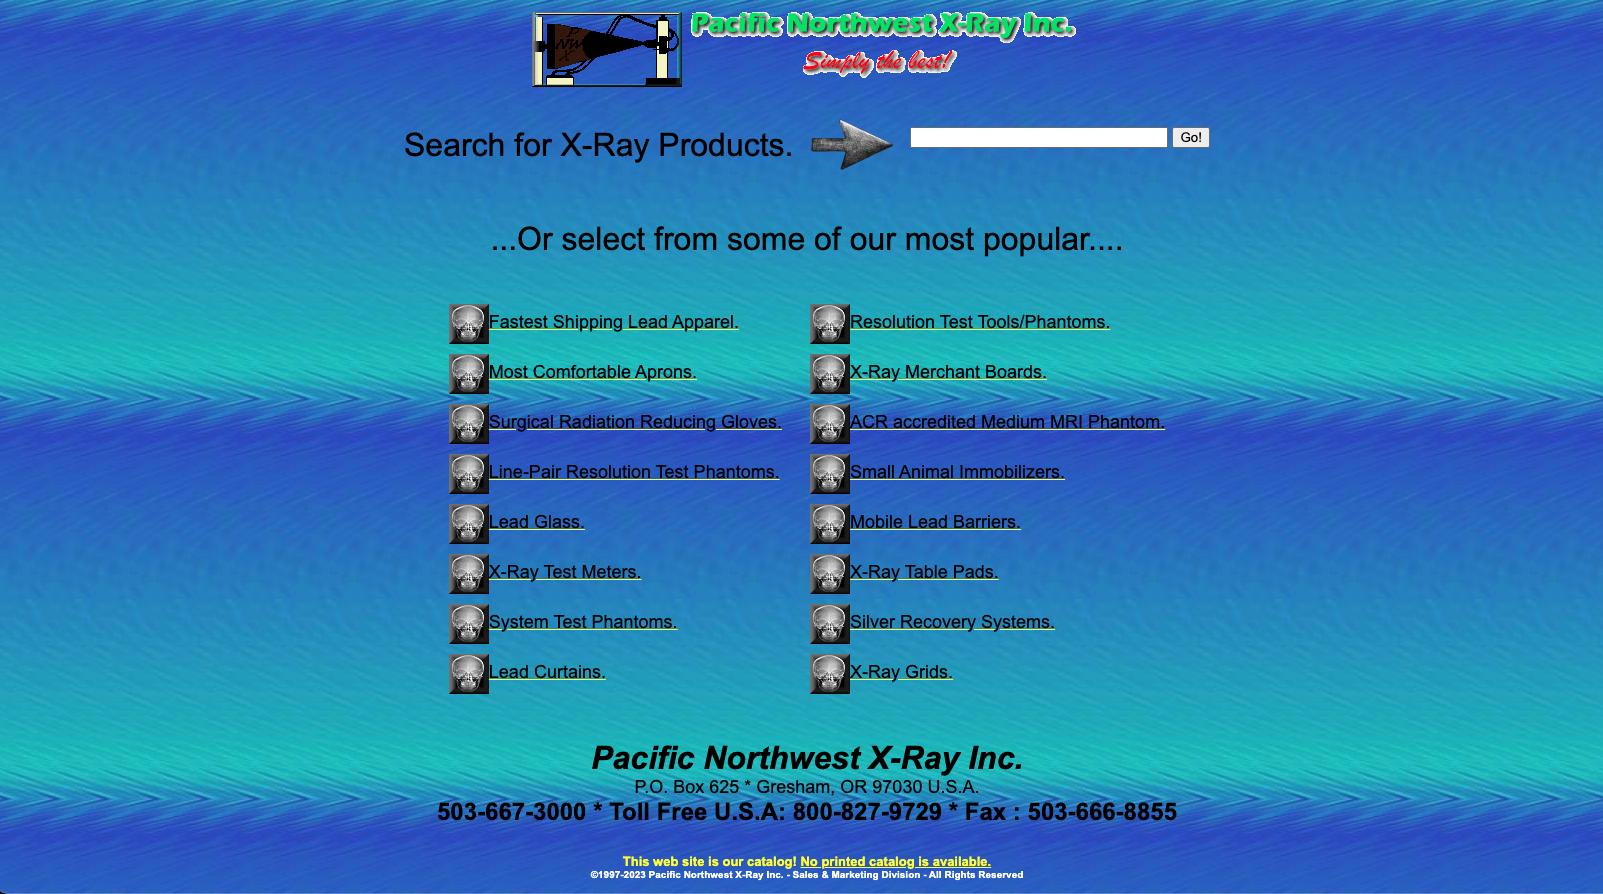 PNWX
Pacific Northwest X-Ray Inc.
Simply the best!
Search for X-Ray Products.
Go!
...Or select from some of our most popular....
Fastest Shipping Lead Apparel.
Resolution Test Tools/Phantoms.
Most Comfortable Aprons.
X-Ray Merchant Boards.
Surgical Radiation Reducing Gloves.
ACR accredited Medium MRI Phantom.
Line-Pair Resolution Test Phantoms.
Small Animal Immobilizers.
Lead Glass.
Mobile Lead Barriers.
X-Ray Test Meters.
X-Ray Table Pads.
System Test Phantoms.
Silver Recovery Systems.
Lead Curtains.
X-Ray Grids.
Pacific Northwest X-Ray Inc.
P.O. Box 625 * Gresham, OR 97030 U.S.A.
503-667-3000 * Toll Free U.S.A: 800-827-9729 * Fax : 503-666-8855
This web site is our catalog! No printed catalog is available.
©1997-2023 Pacific Northwest X-Ray Inc. - Sales & Marketing Division - All Rights Reserved